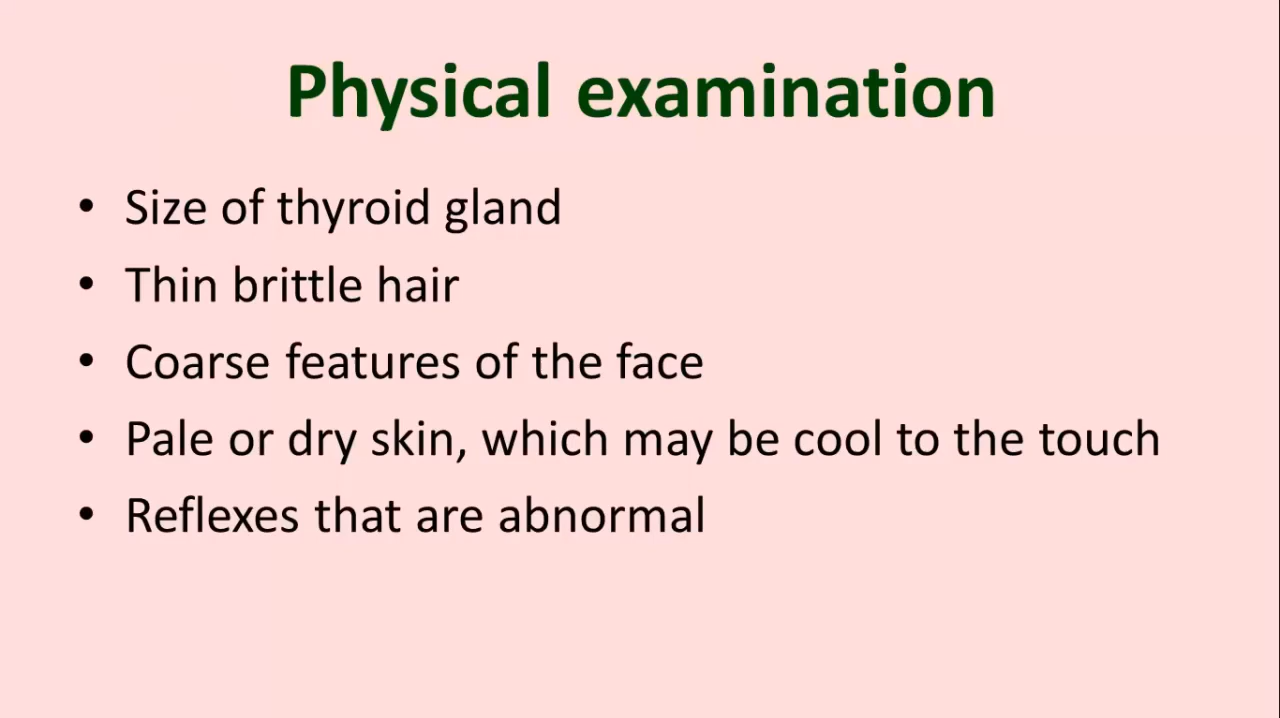 Physical examination
• Size of thyroid gland
• Thin brittle hair
• Coarse features of the face
• Pale or dry skin, which may be cool to the touch
• Reflexes that are abnormal